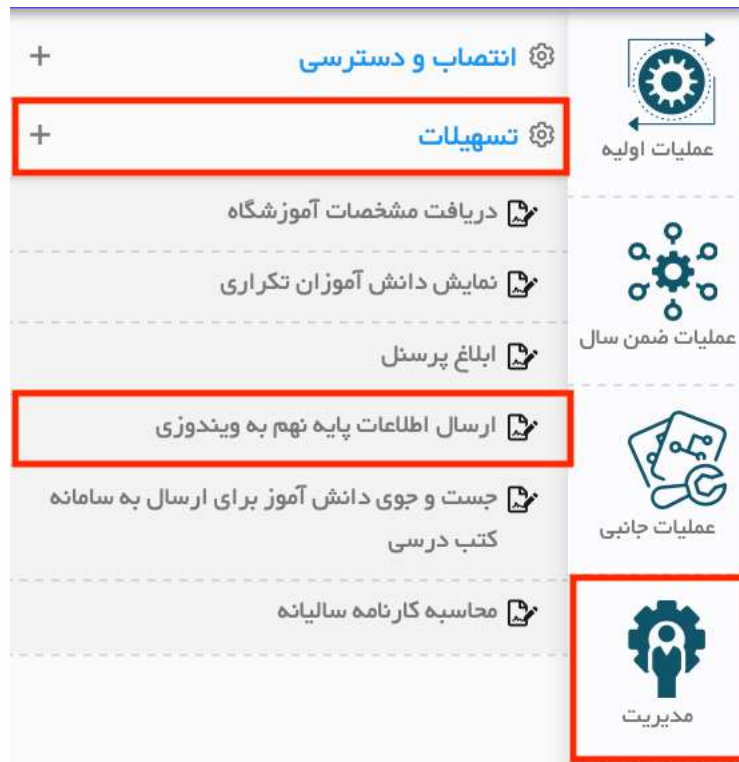 عملیات اولیه
عملیات ضمن سال
عملیات جانبی
مدیریت
انتصاب و دسترسی +
تسهیلات +
دریافت مشخصات آموزشگاه
نمایش دانش آموزان تکراری
ابلاغ پرسنل
ارسال اطلاعات پایه نهم به ویندوزی
جست و جوی دانش آموز برای ارسال به سامانه
کتب درسی
محاسبه کارنامه سالیانه